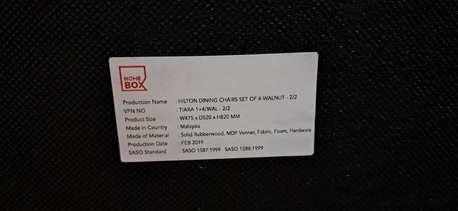 HOME
BOX
Production Name : HILTON DINING CHAIRS SET OF 4-WALNUT - 2/2
VPN NO : TIARA 1+4/WAL - 2/2
Product Size : W475 x D520 x H820 MM
Made in Country : Malaysia
Made of Material : Solid Rubberwood, MDF Venner, Fabric, Foam, Hardware
Production Date : FEB 2019
SASO Standard : SASO 1587:1999 SASO 1588:1999